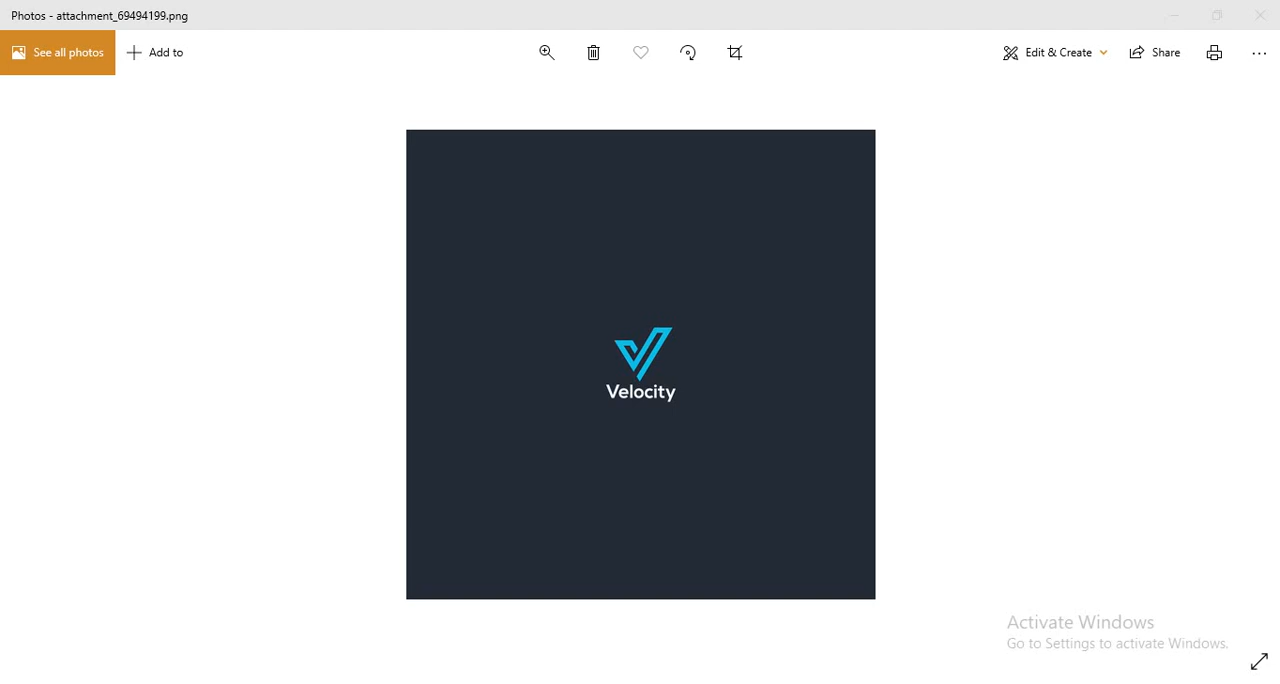 Photos - attachment_69494199.png
See all photos
Add to
Edit & Create
Share
Velocity
Activate Windows
Go to Settings to activate Windows.